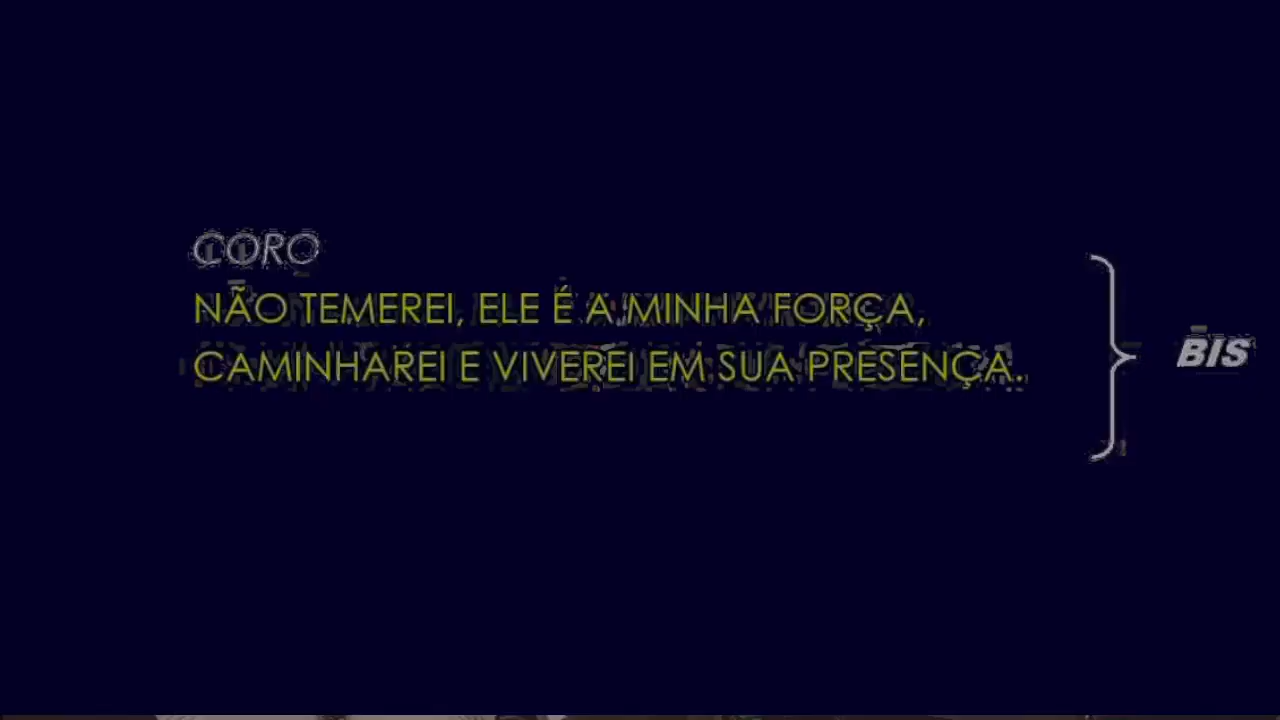 CORO
NÃO TEMEREI, ELE É A MINHA FORÇA,
CAMINHAREI E VIVEREI EM SUA PRESENÇA.
BIS